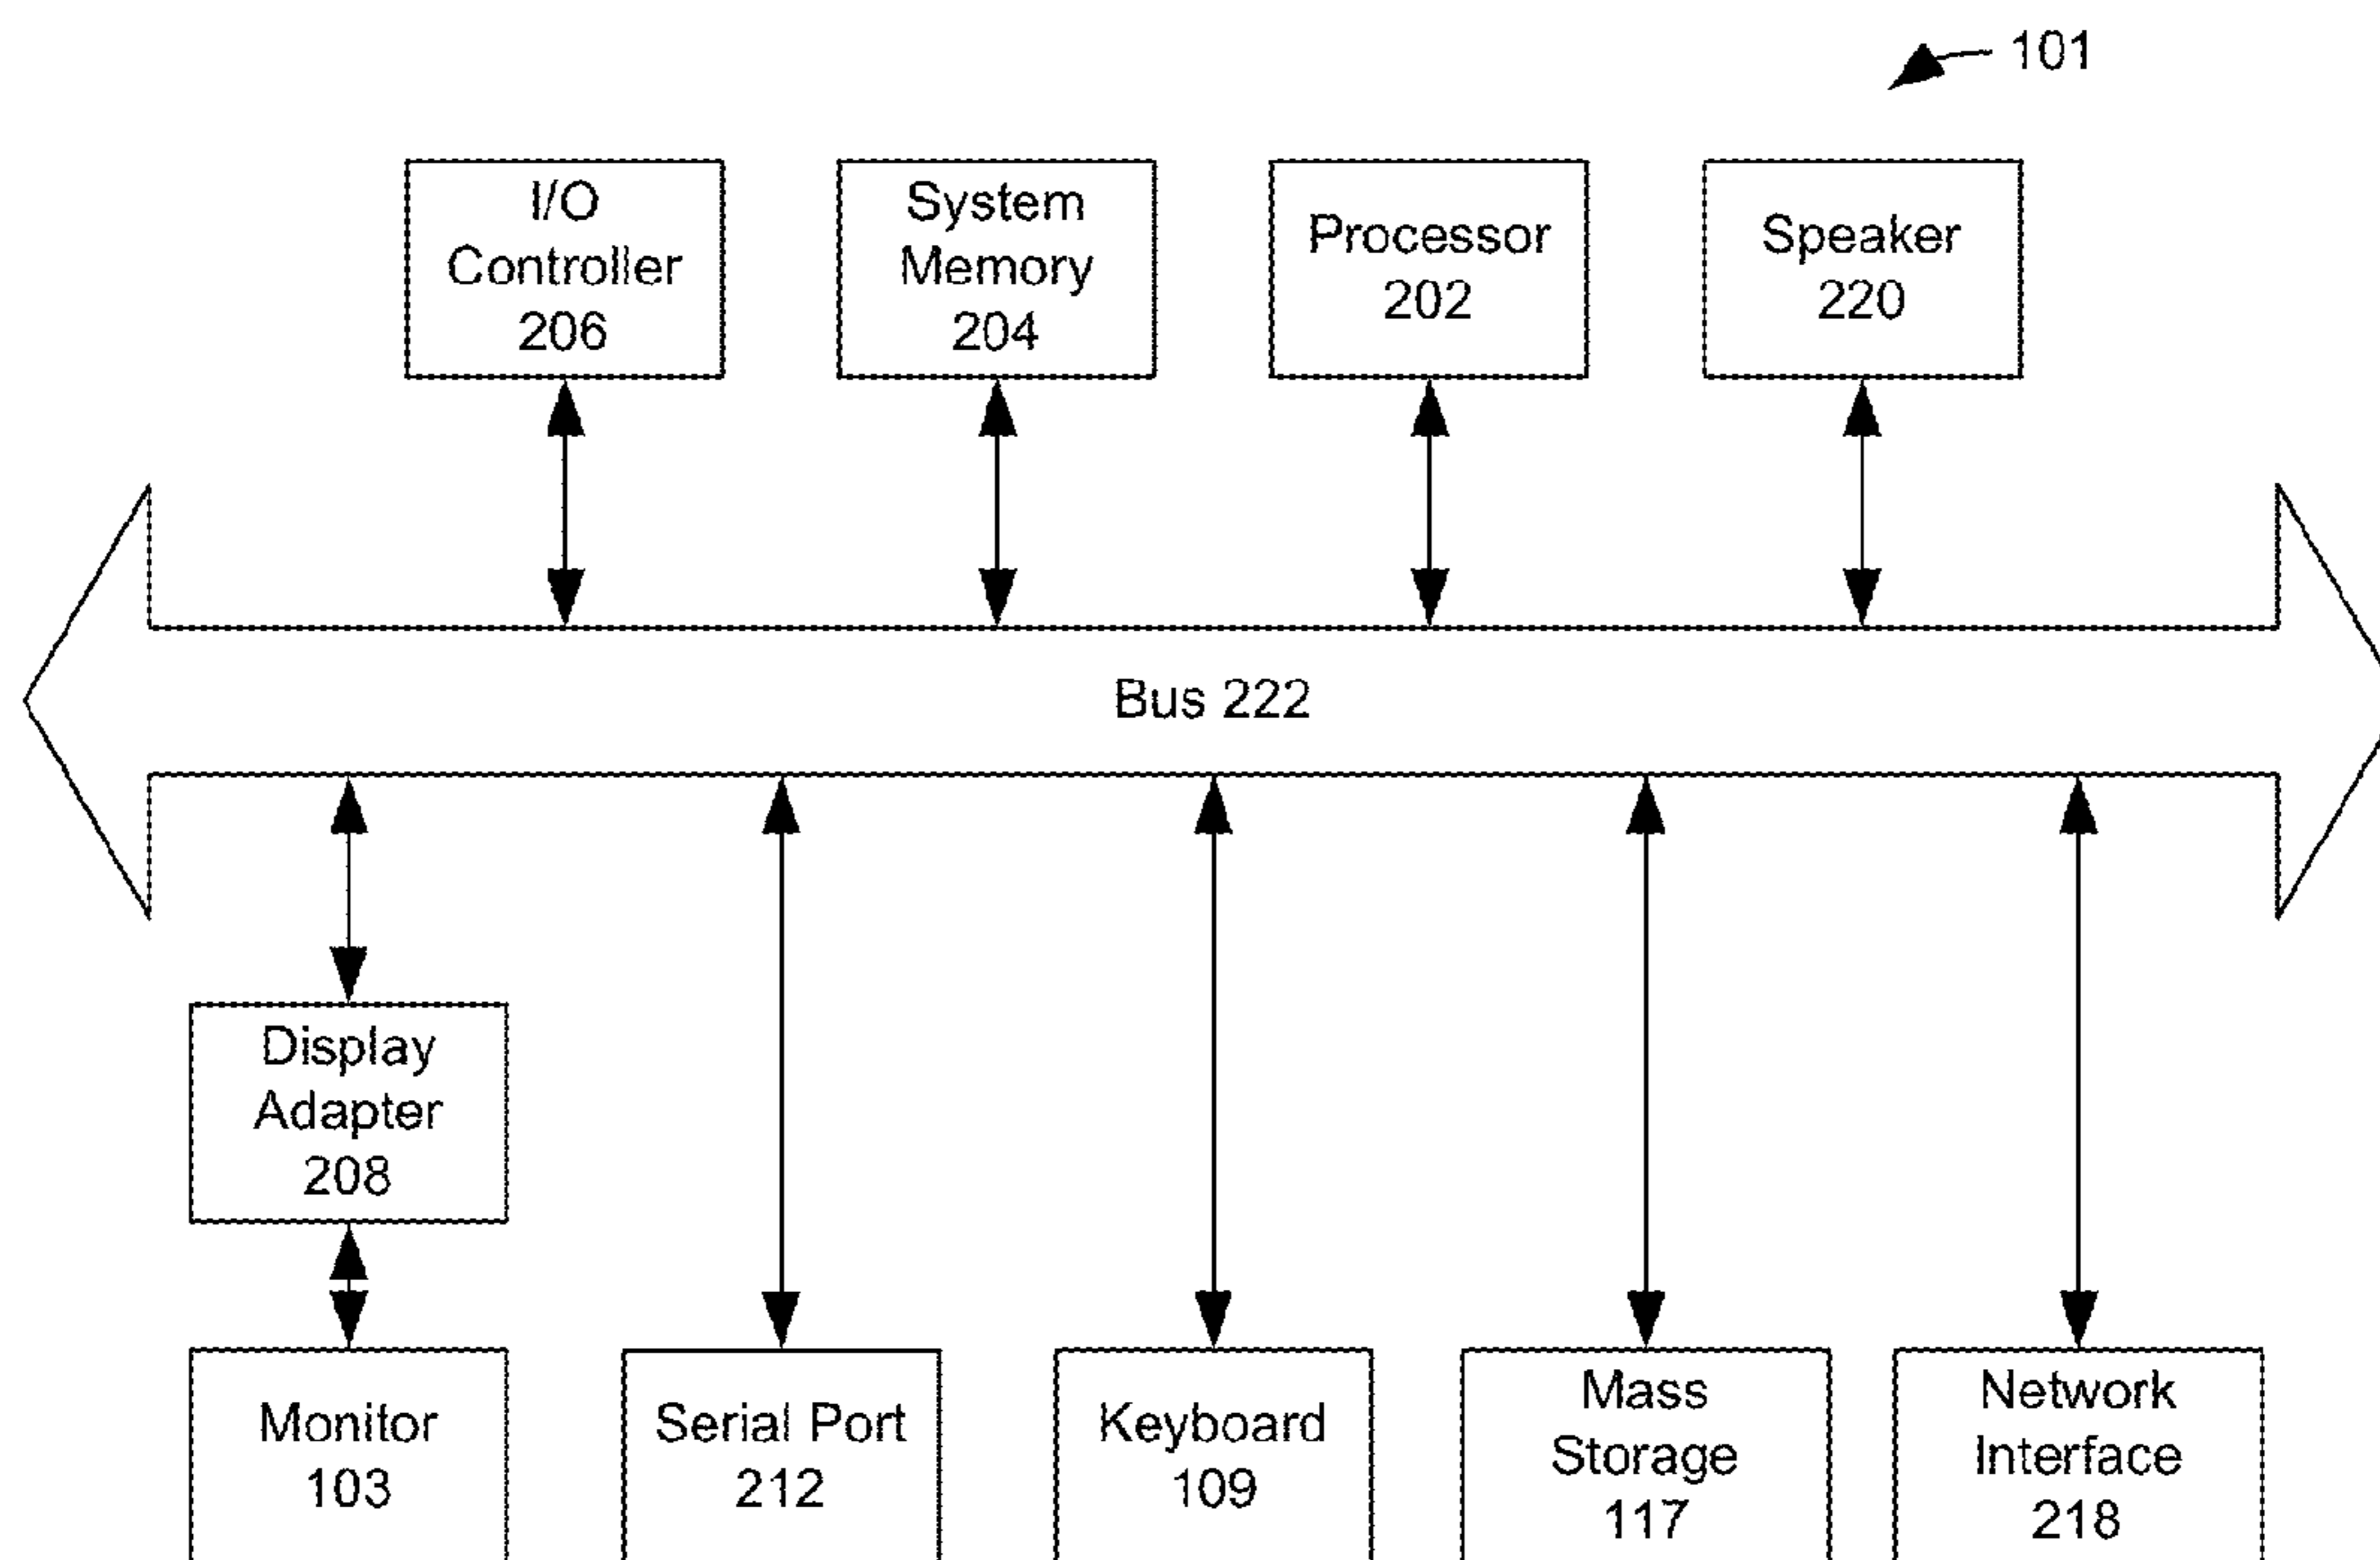 101
I/O
Controller
206
System
Memory
204
Processor
202
Speaker
220
Bus 222
Display
Adapter
208
Monitor
103
Serial Port
212
Keyboard
109
Mass
Storage
117
Network
Interface
218